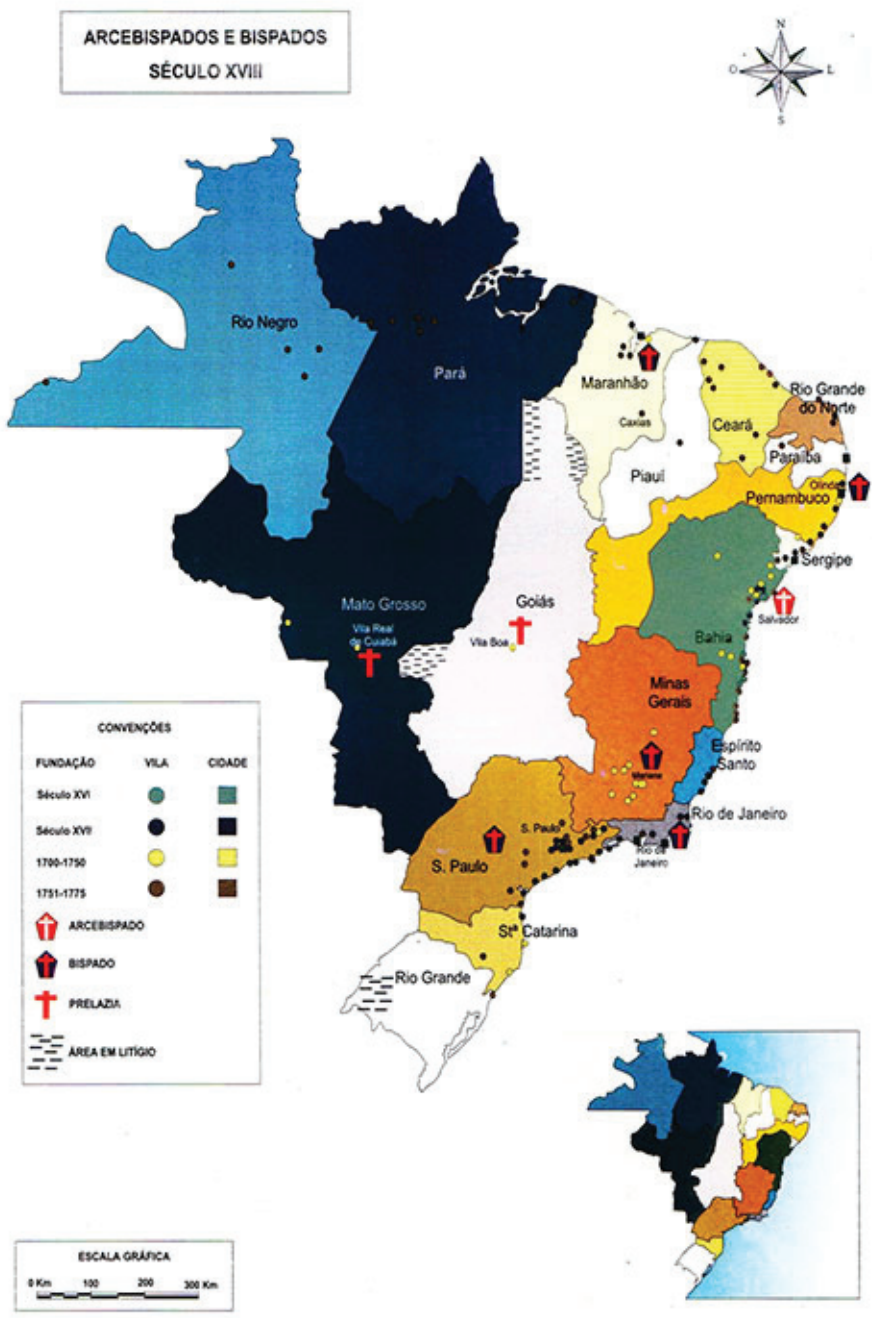 ARCEBISPADOS E BISPADOS
SÉCULO XVIII
N
O
L
S
Rio Negro
Pará
Maranhão
Caxias
Piauí
Ceará
Rio Grande
do Norte
Paraíba
Olinda
Pernambuco
Sergipe
Salvador
Bahia
Mato Grosso
Vila Real
de Cuiabá
Goiás
Vila Boa
Minas
Gerais
Mariana
Espírito
Santo
Rio de Janeiro
Rio de
Janeiro
S. Paulo
S. Paulo
Stª Catarina
Rio Grande
CONVENÇÕES
FUNDAÇÃO VILA CIDADE
Século XVI
Século XVII
1700-1750
1751-1775
ARCEBISPADO
BISPADO
PRELAZIA
ÁREA EM LITÍGIO
ESCALA GRÁFICA
0 Km 100 200 300 Km